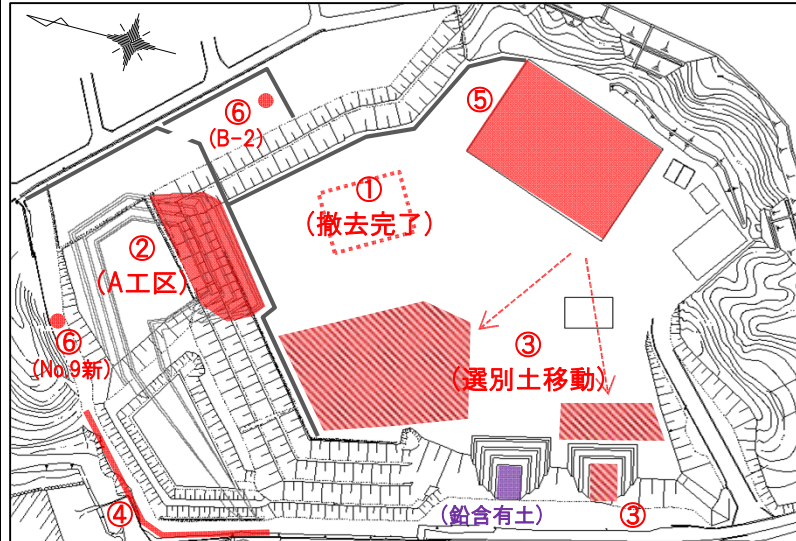 ⑥
(B-2)
⑤
①
(撤去完了)
②
(A工区)
⑥
(No.9新)
③
(選別土移動)
④
(鉛含有土)
③